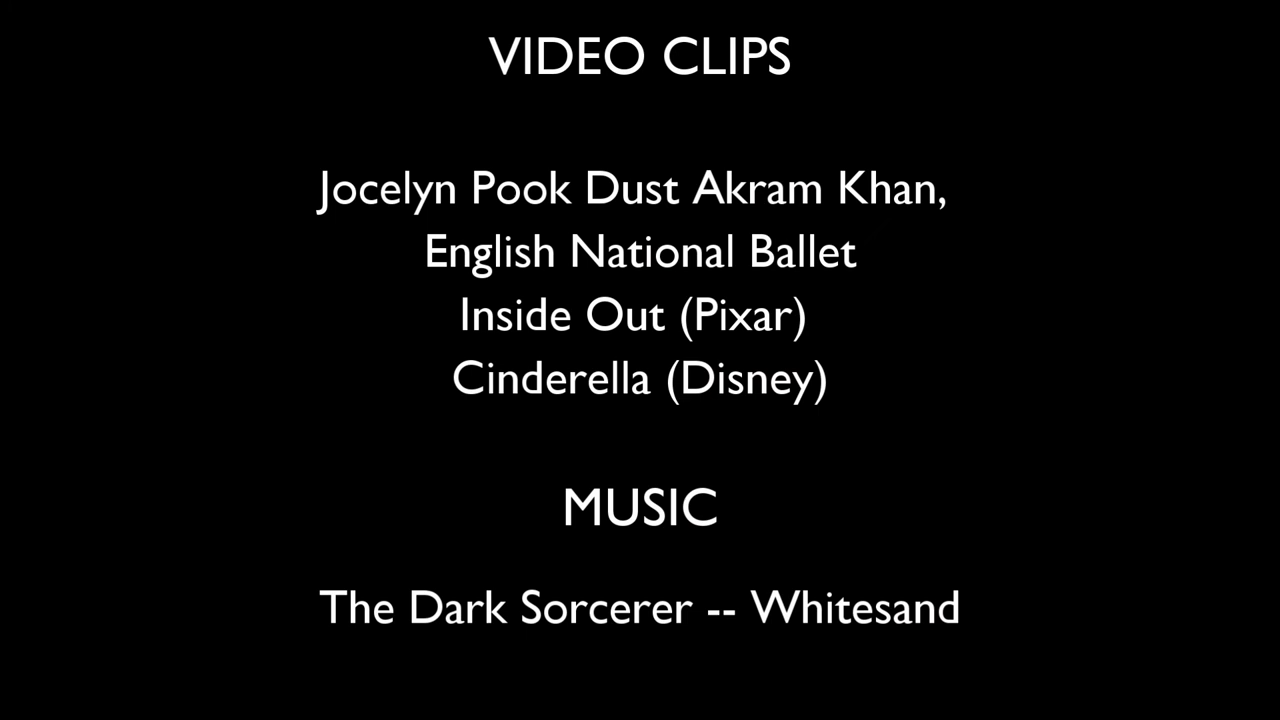 VIDEO CLIPS
Jocelyn Pook Dust Akram Khan,
English National Ballet
Inside Out (Pixar)
Cinderella (Disney)
MUSIC
The Dark Sorcerer -- Whitesand